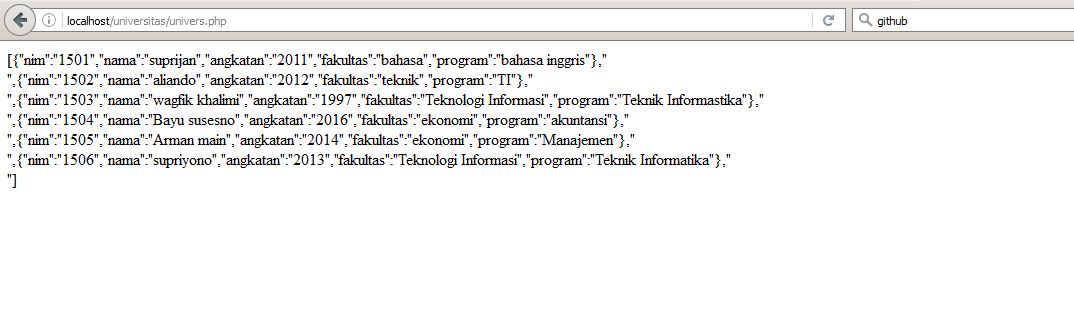 localhost/universitas/univers.php
github
[{"nim":"1501","nama":"suprijan","angkatan":"2011","fakultas":"bahasa","program":"bahasa inggris"},"
",{"nim":"1502","nama":"aliando","angkatan":"2012","fakultas":"teknik","program":"TI"},"
",{"nim":"1503","nama":"wagfik khalimi","angkatan":"1997","fakultas":"Teknologi Informasi","program":"Teknik Informastika"},"
",{"nim":"1504","nama":"Bayu susesno","angkatan":"2016","fakultas":"ekonomi","program":"akuntansi"},"
",{"nim":"1505","nama":"Arman main","angkatan":"2014","fakultas":"ekonomi","program":"Manajemen"},"
",{"nim":"1506","nama":"supriyono","angkatan":"2013","fakultas":"Teknologi Informasi","program":"Teknik Informatika"},"
"]